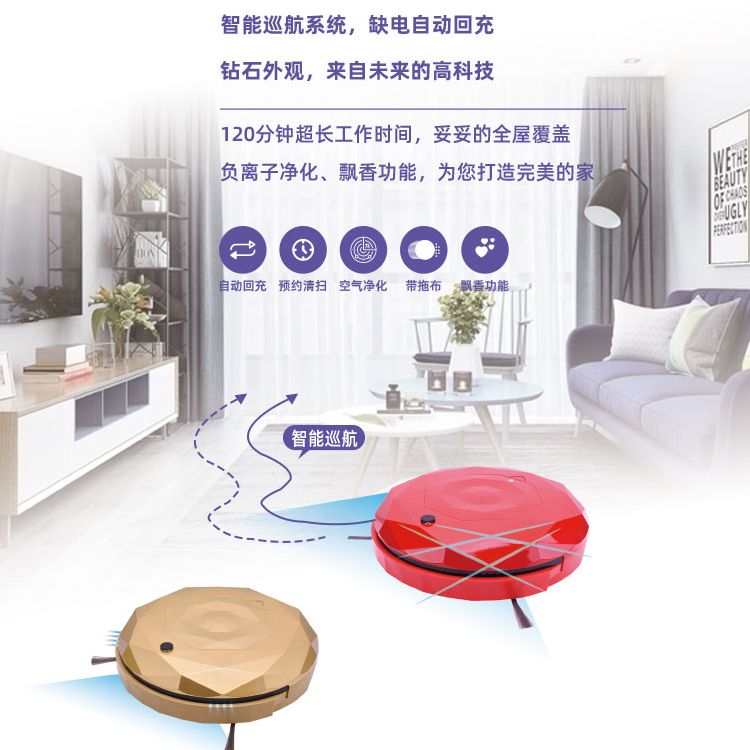 智能巡航系统，缺电自动回充
钻石外观，来自未来的高科技
120分钟超长工作时间，妥妥的全屋覆盖
负离子净化、飘香功能，为您打造完美的家
自动回充 预约清扫 空气净化 带拖布 飘香功能
智能巡航
WE
THE
BEAUTY
OF CHAOS
UGLY
PERFECTION